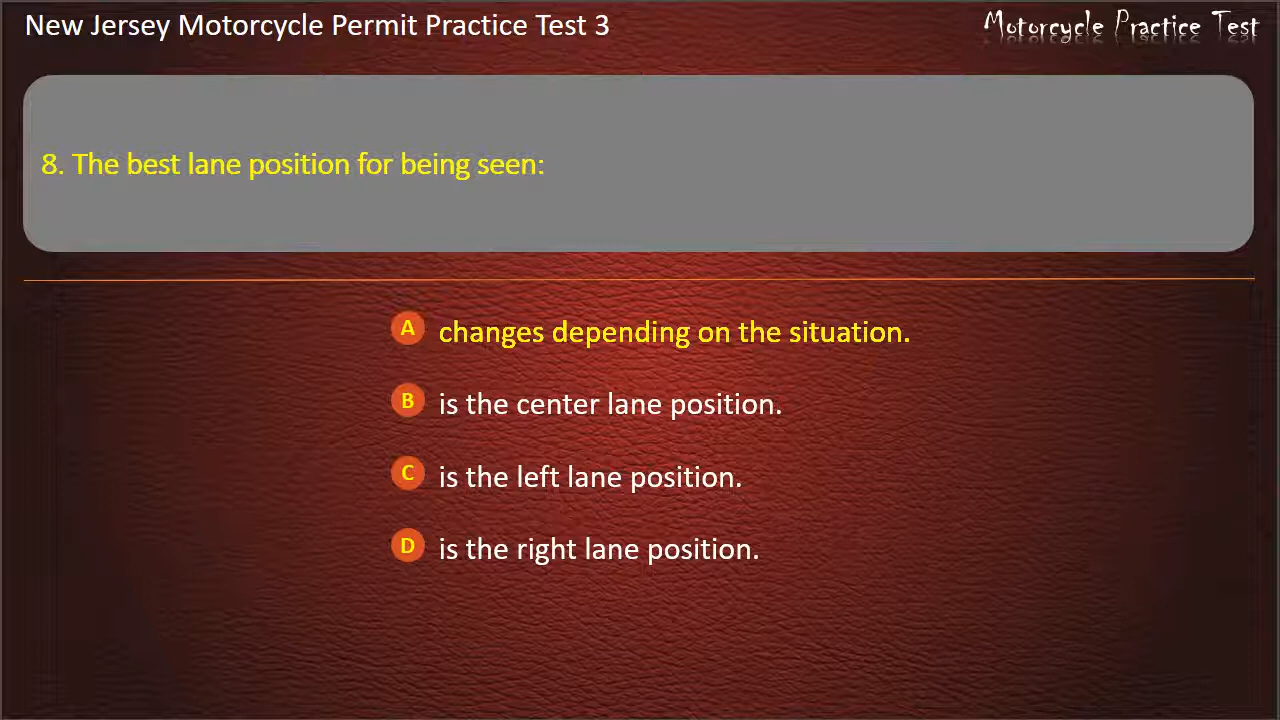 New Jersey Motorcycle Permit Practice Test 3
Motorcycle Practice Test
8. The best lane position for being seen:
A changes depending on the situation.
B is the center lane position.
C is the left lane position.
D is the right lane position.